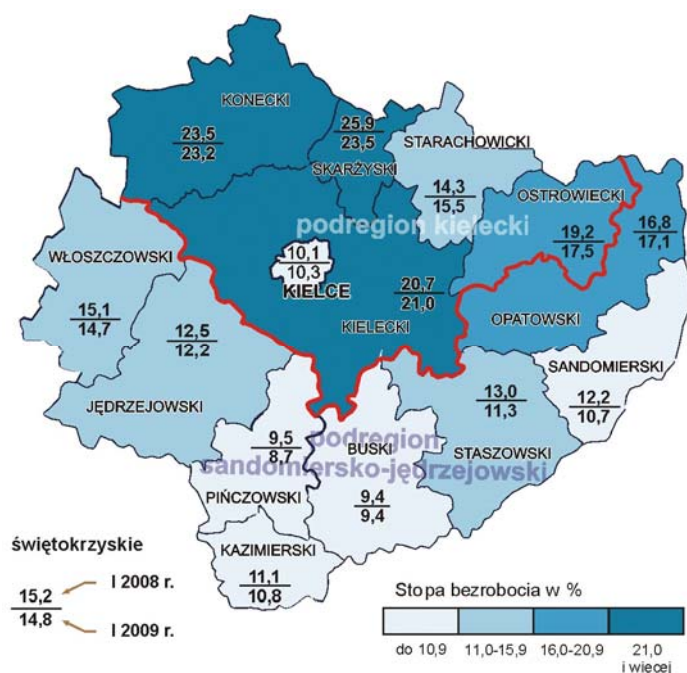 KONECKI
23,5
23,2
25,9
23,5
SKARŻYSKI
STARACHOWICKI
14,3
15,5
OSTROWIECKI
19,2
17,5
16,8
17,1
podregion kielecki
WŁOSZCZOWSKI
15,1
14,7
10,1
10,3
KIELCE
20,7
21,0
KIELECKI
OPATOWSKI
12,5
12,2
JĘDRZEJOWSKI
SANDOMIERSKI
12,2
10,7
13,0
11,3
STASZOWSKI
9,5
8,7
podregion
sandomiersko-jędrzejowski
BUSKI
9,4
9,4
PIŃCZOWSKI
KAZIMIERSKI
11,1
10,8
świętokrzyskie
15,2
14,8
I 2008 r.
I 2009 r.
Stopa bezrobocia w %
do 10,9 11,0-15,9 16,0-20,9 21,0
i więcej